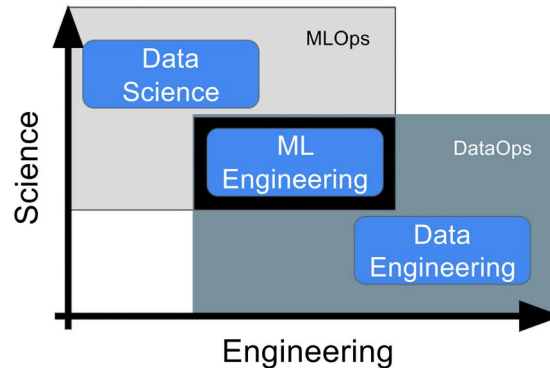 MLOps
Data
Science
ML
Engineering
DataOps
Data
Engineering
Science
Engineering